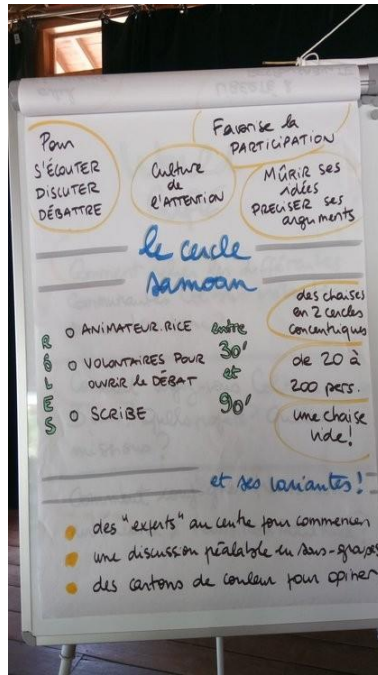 Pour
S'ÉCOUTER
DISCUTER
DÉBATTRE
Culture
de
l'ATTENTION
Favorise la
PARTICIPATION
MÛRIR SES
idées
PRECISER SES
arguments
le cercle
samoan
RÔLES
o ANIMATEUR.RICE
o VOLONTAIRES POUR
OUVRIR le DÉBAT
o SCRIBE
entre
30'
et
90'
des chaises
en 2 cercles
concentriques
de 20 à
200 pers.
une chaise
vide!
et ses variantes!
des "experts" au centre pour commencer
une discussion préalable en sous-groupes
des cartons de couleur pour opiner